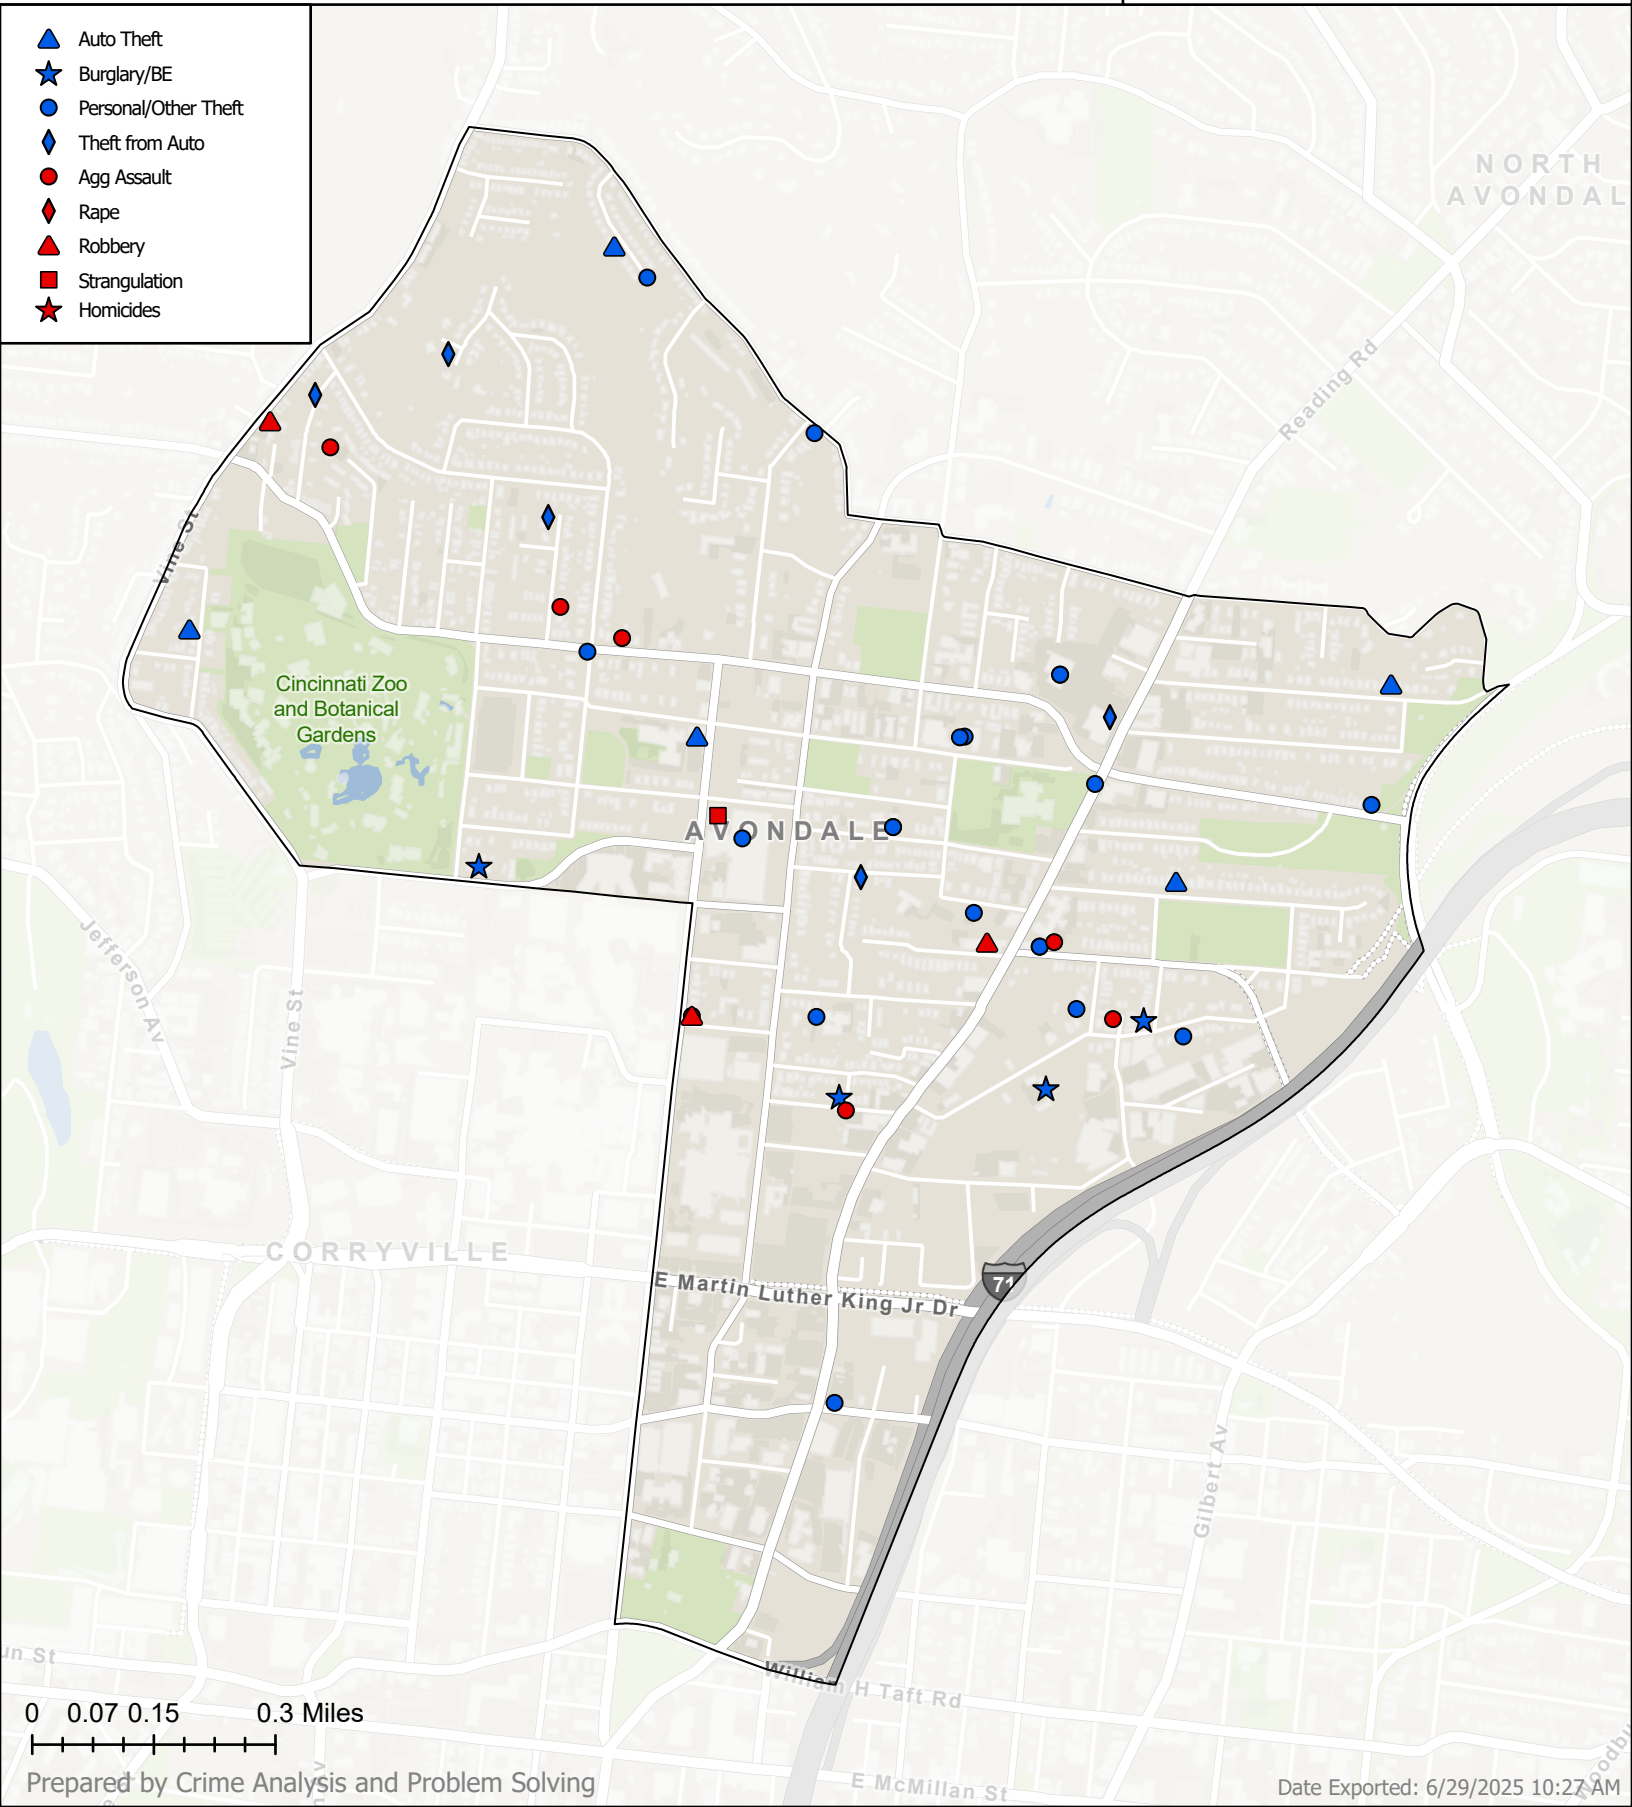 Auto Theft
Burglary/BE
Personal/Other Theft
Theft from Auto
Agg Assault
Rape
Robbery
Strangulation
Homicides
NORTH
AVONDAL
Reading Rd
Vine St
Cincinnati Zoo
and Botanical
Gardens
AVONDALE
Jefferson Av
Vine St
CORRYVILLE
E Martin Luther King Jr Dr
71
Gilbert Av
un St
William H Taft Rd
0 0.07 0.15 0.3 Miles
E McMillan St
Woodbu
Prepared by Crime Analysis and Problem Solving
Date Exported: 6/29/2025 10:27 AM